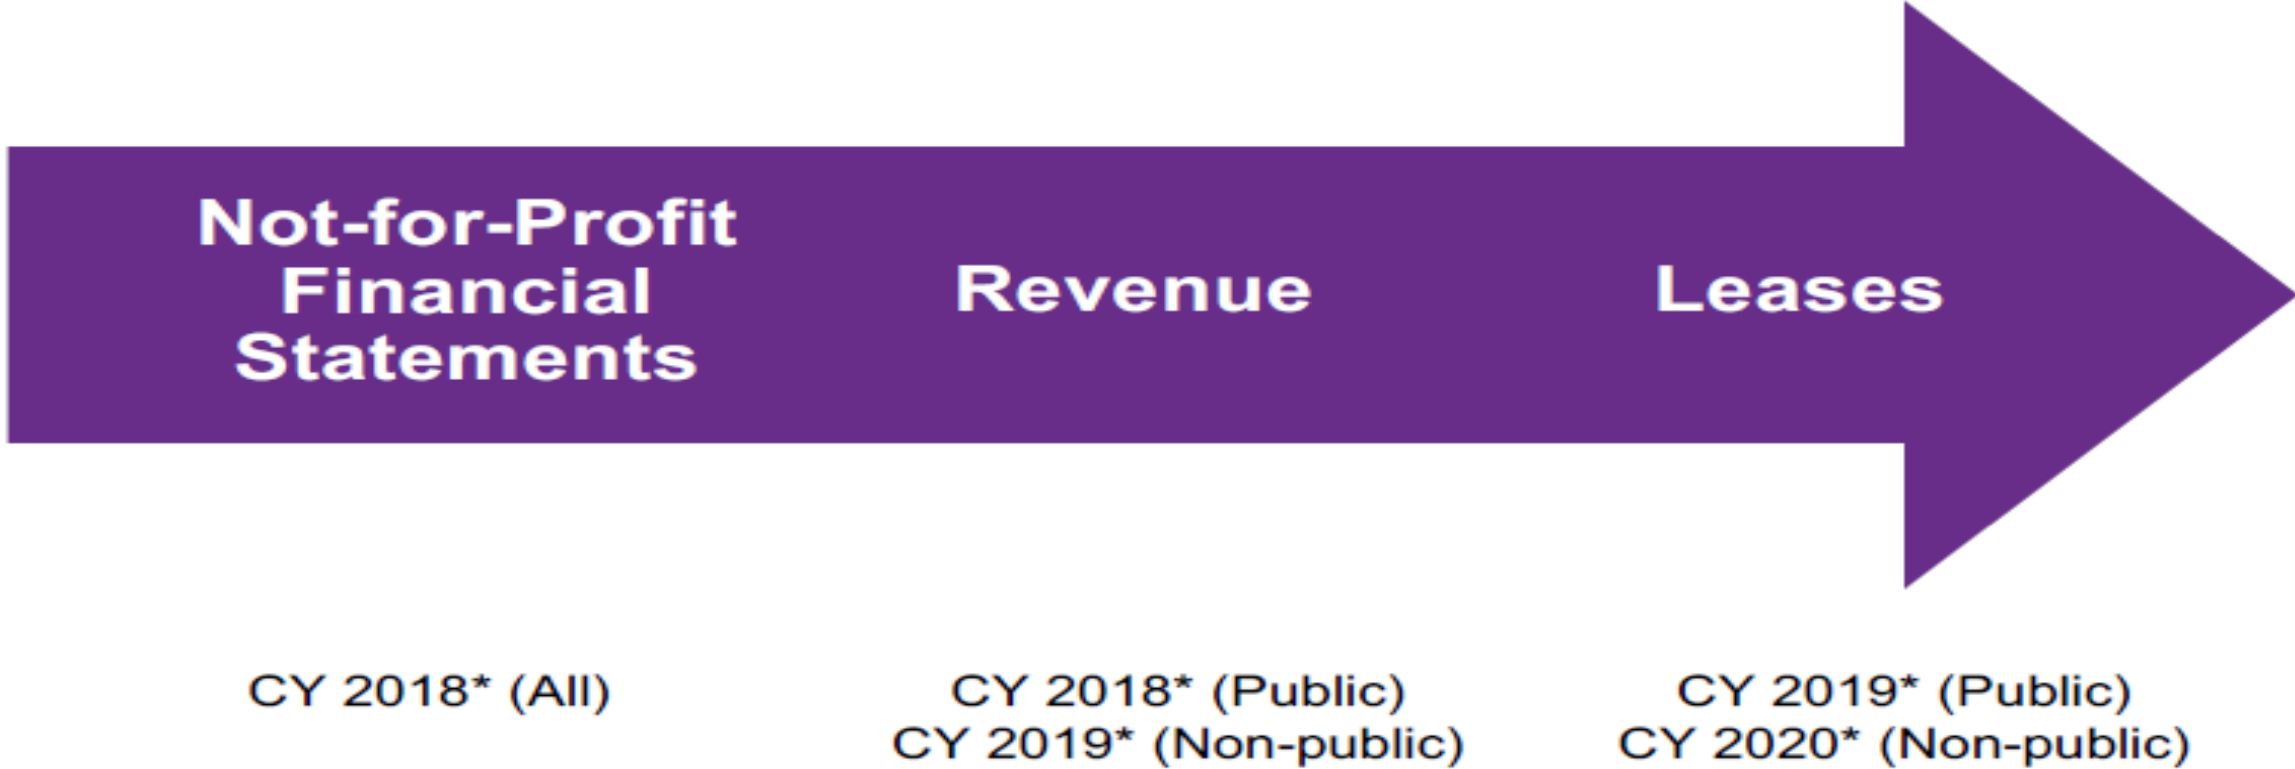 Not-for-Profit
Financial
Statements
Revenue
Leases
CY 2018* (All)
CY 2018* (Public)
CY 2019* (Non-public)
CY 2019* (Public)
CY 2020* (Non-public)